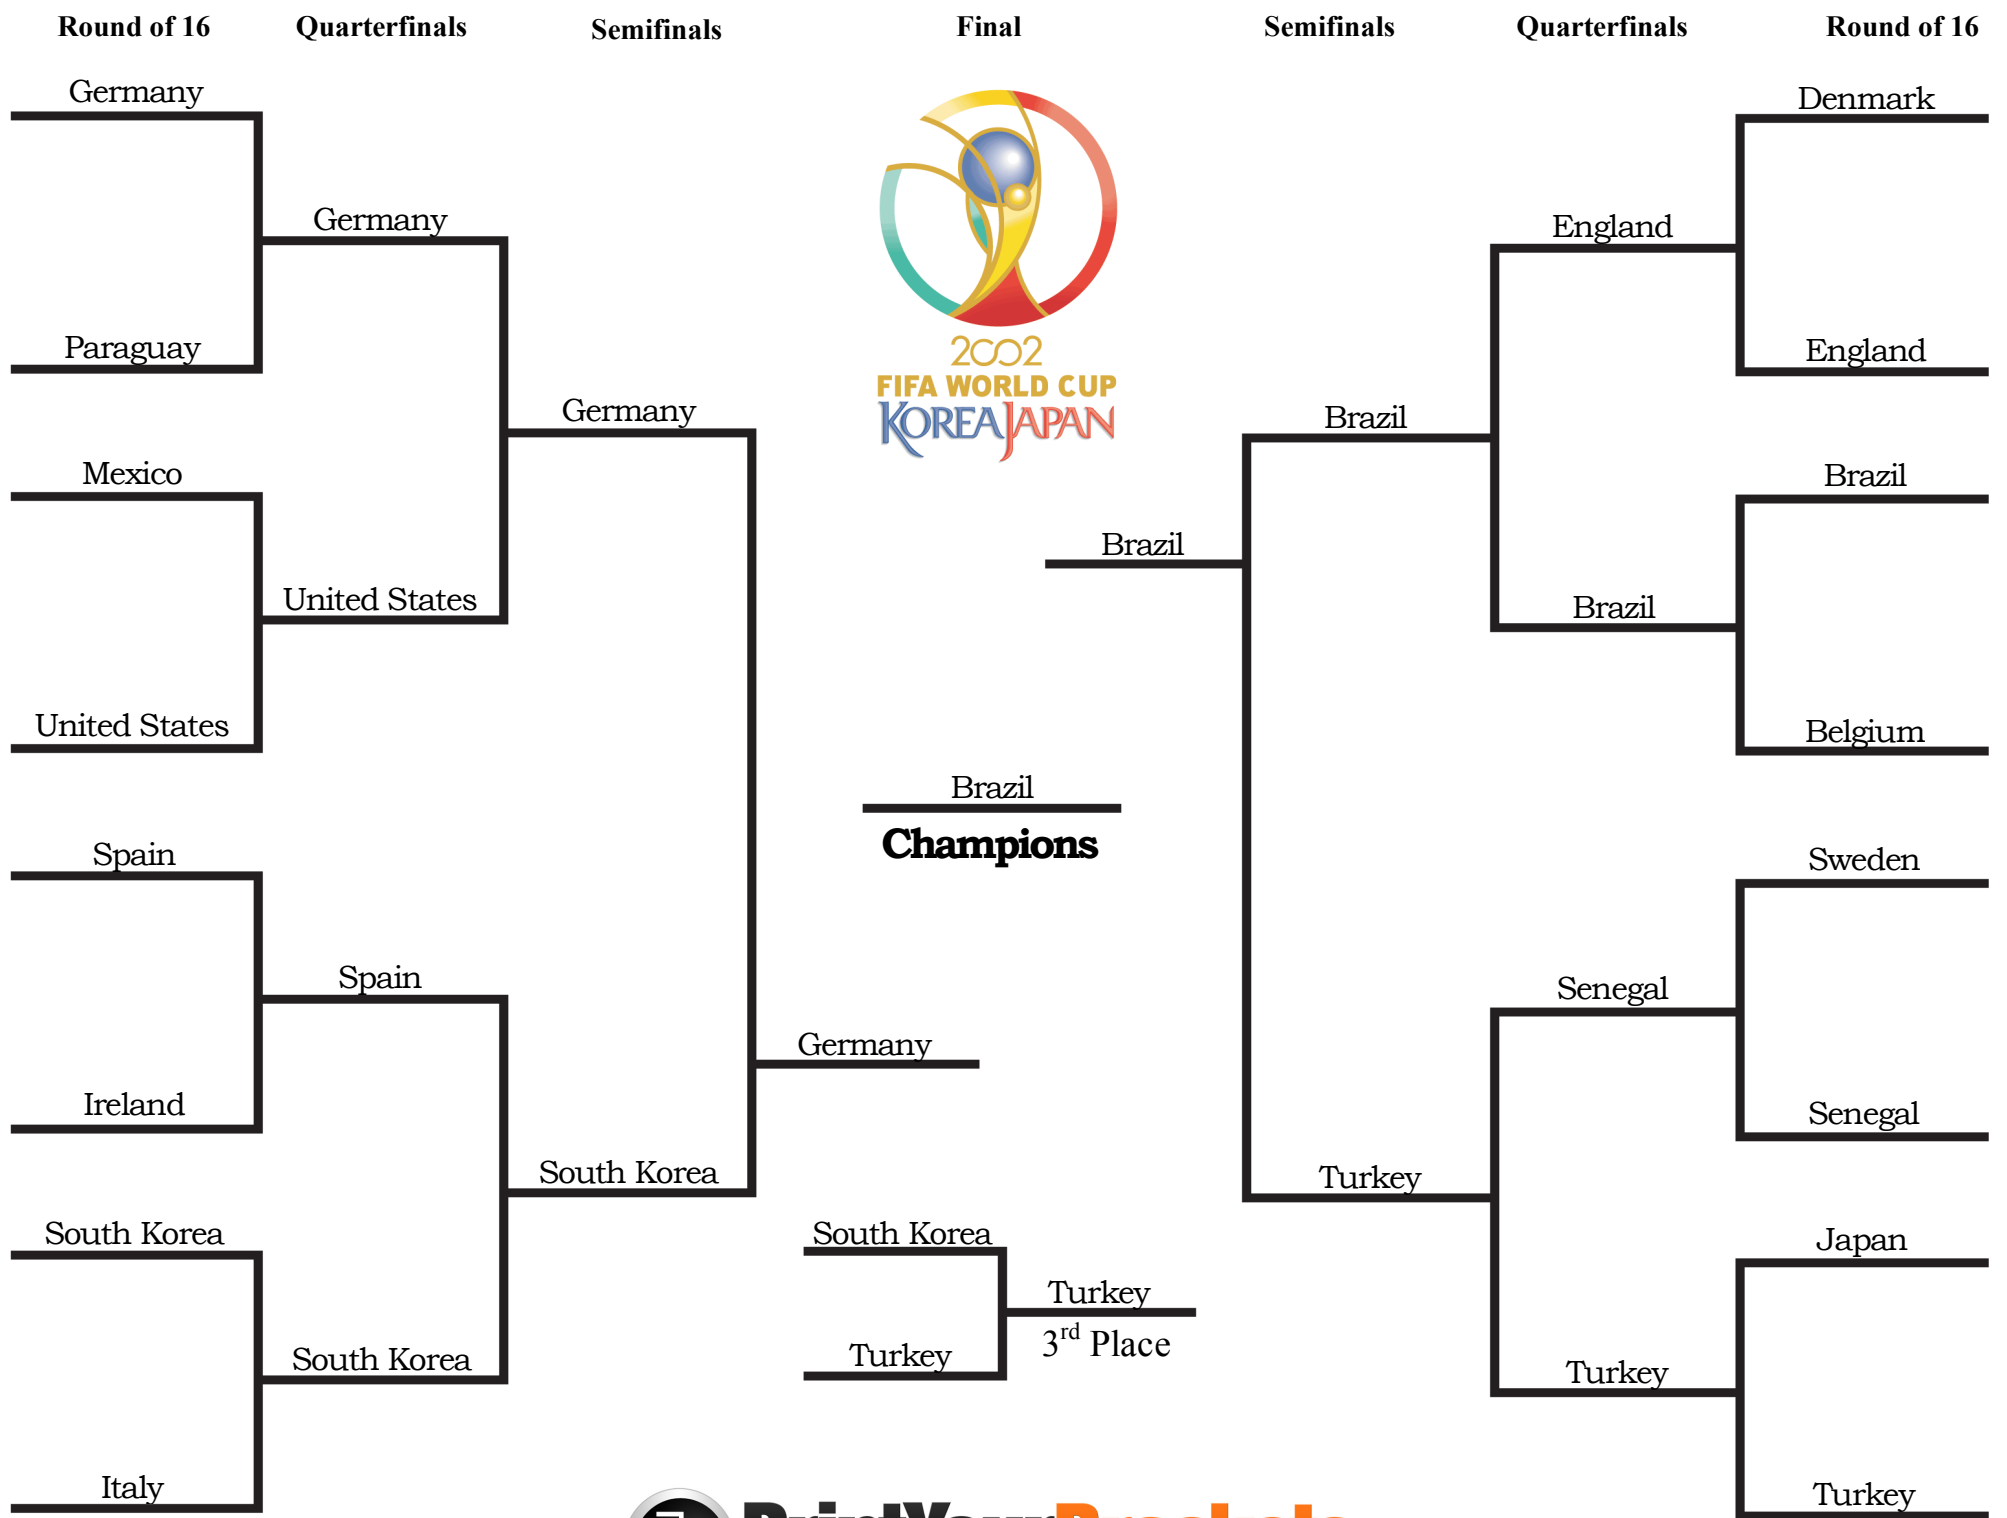 Round of 16 Quarterfinals Semifinals Final Semifinals Quarterfinals Round of 16
Germany
Denmark
Germany
England
Paraguay
England
2002
FIFA WORLD CUP
KOREA JAPAN
Germany
Brazil
Mexico
Brazil
Brazil
United States
Brazil
United States
Belgium
Brazil
Champions
Spain
Sweden
Spain
Senegal
Germany
Ireland
Senegal
South Korea
Turkey
South Korea
South Korea
Japan
Turkey
3rd Place
Turkey
South Korea
Turkey
Italy
Turkey
PrintYourBrackets